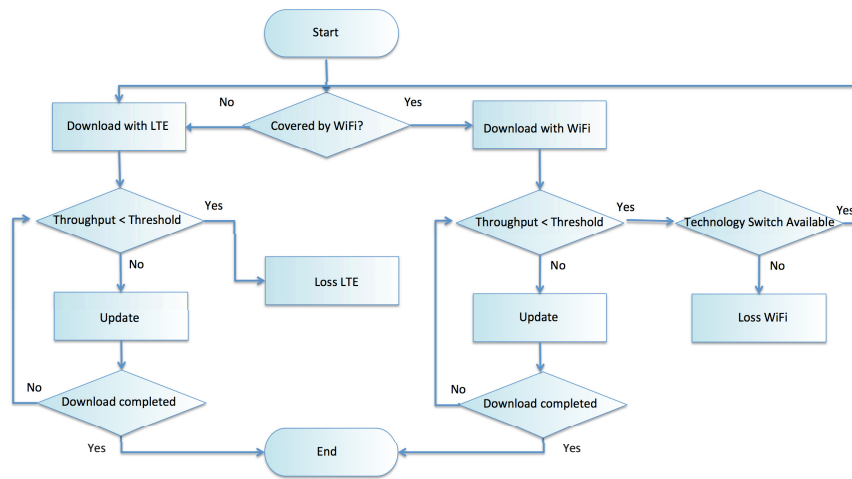 Start
No
Yes
Download with LTE
Covered by WiFi?
Download with WiFi
Throughput < Threshold
Yes
Throughput < Threshold
Yes
Technology Switch Available
Yes
No
No
No
Loss LTE
Update
Update
Loss WiFi
No
Download completed
No
Download completed
Yes
End
Yes